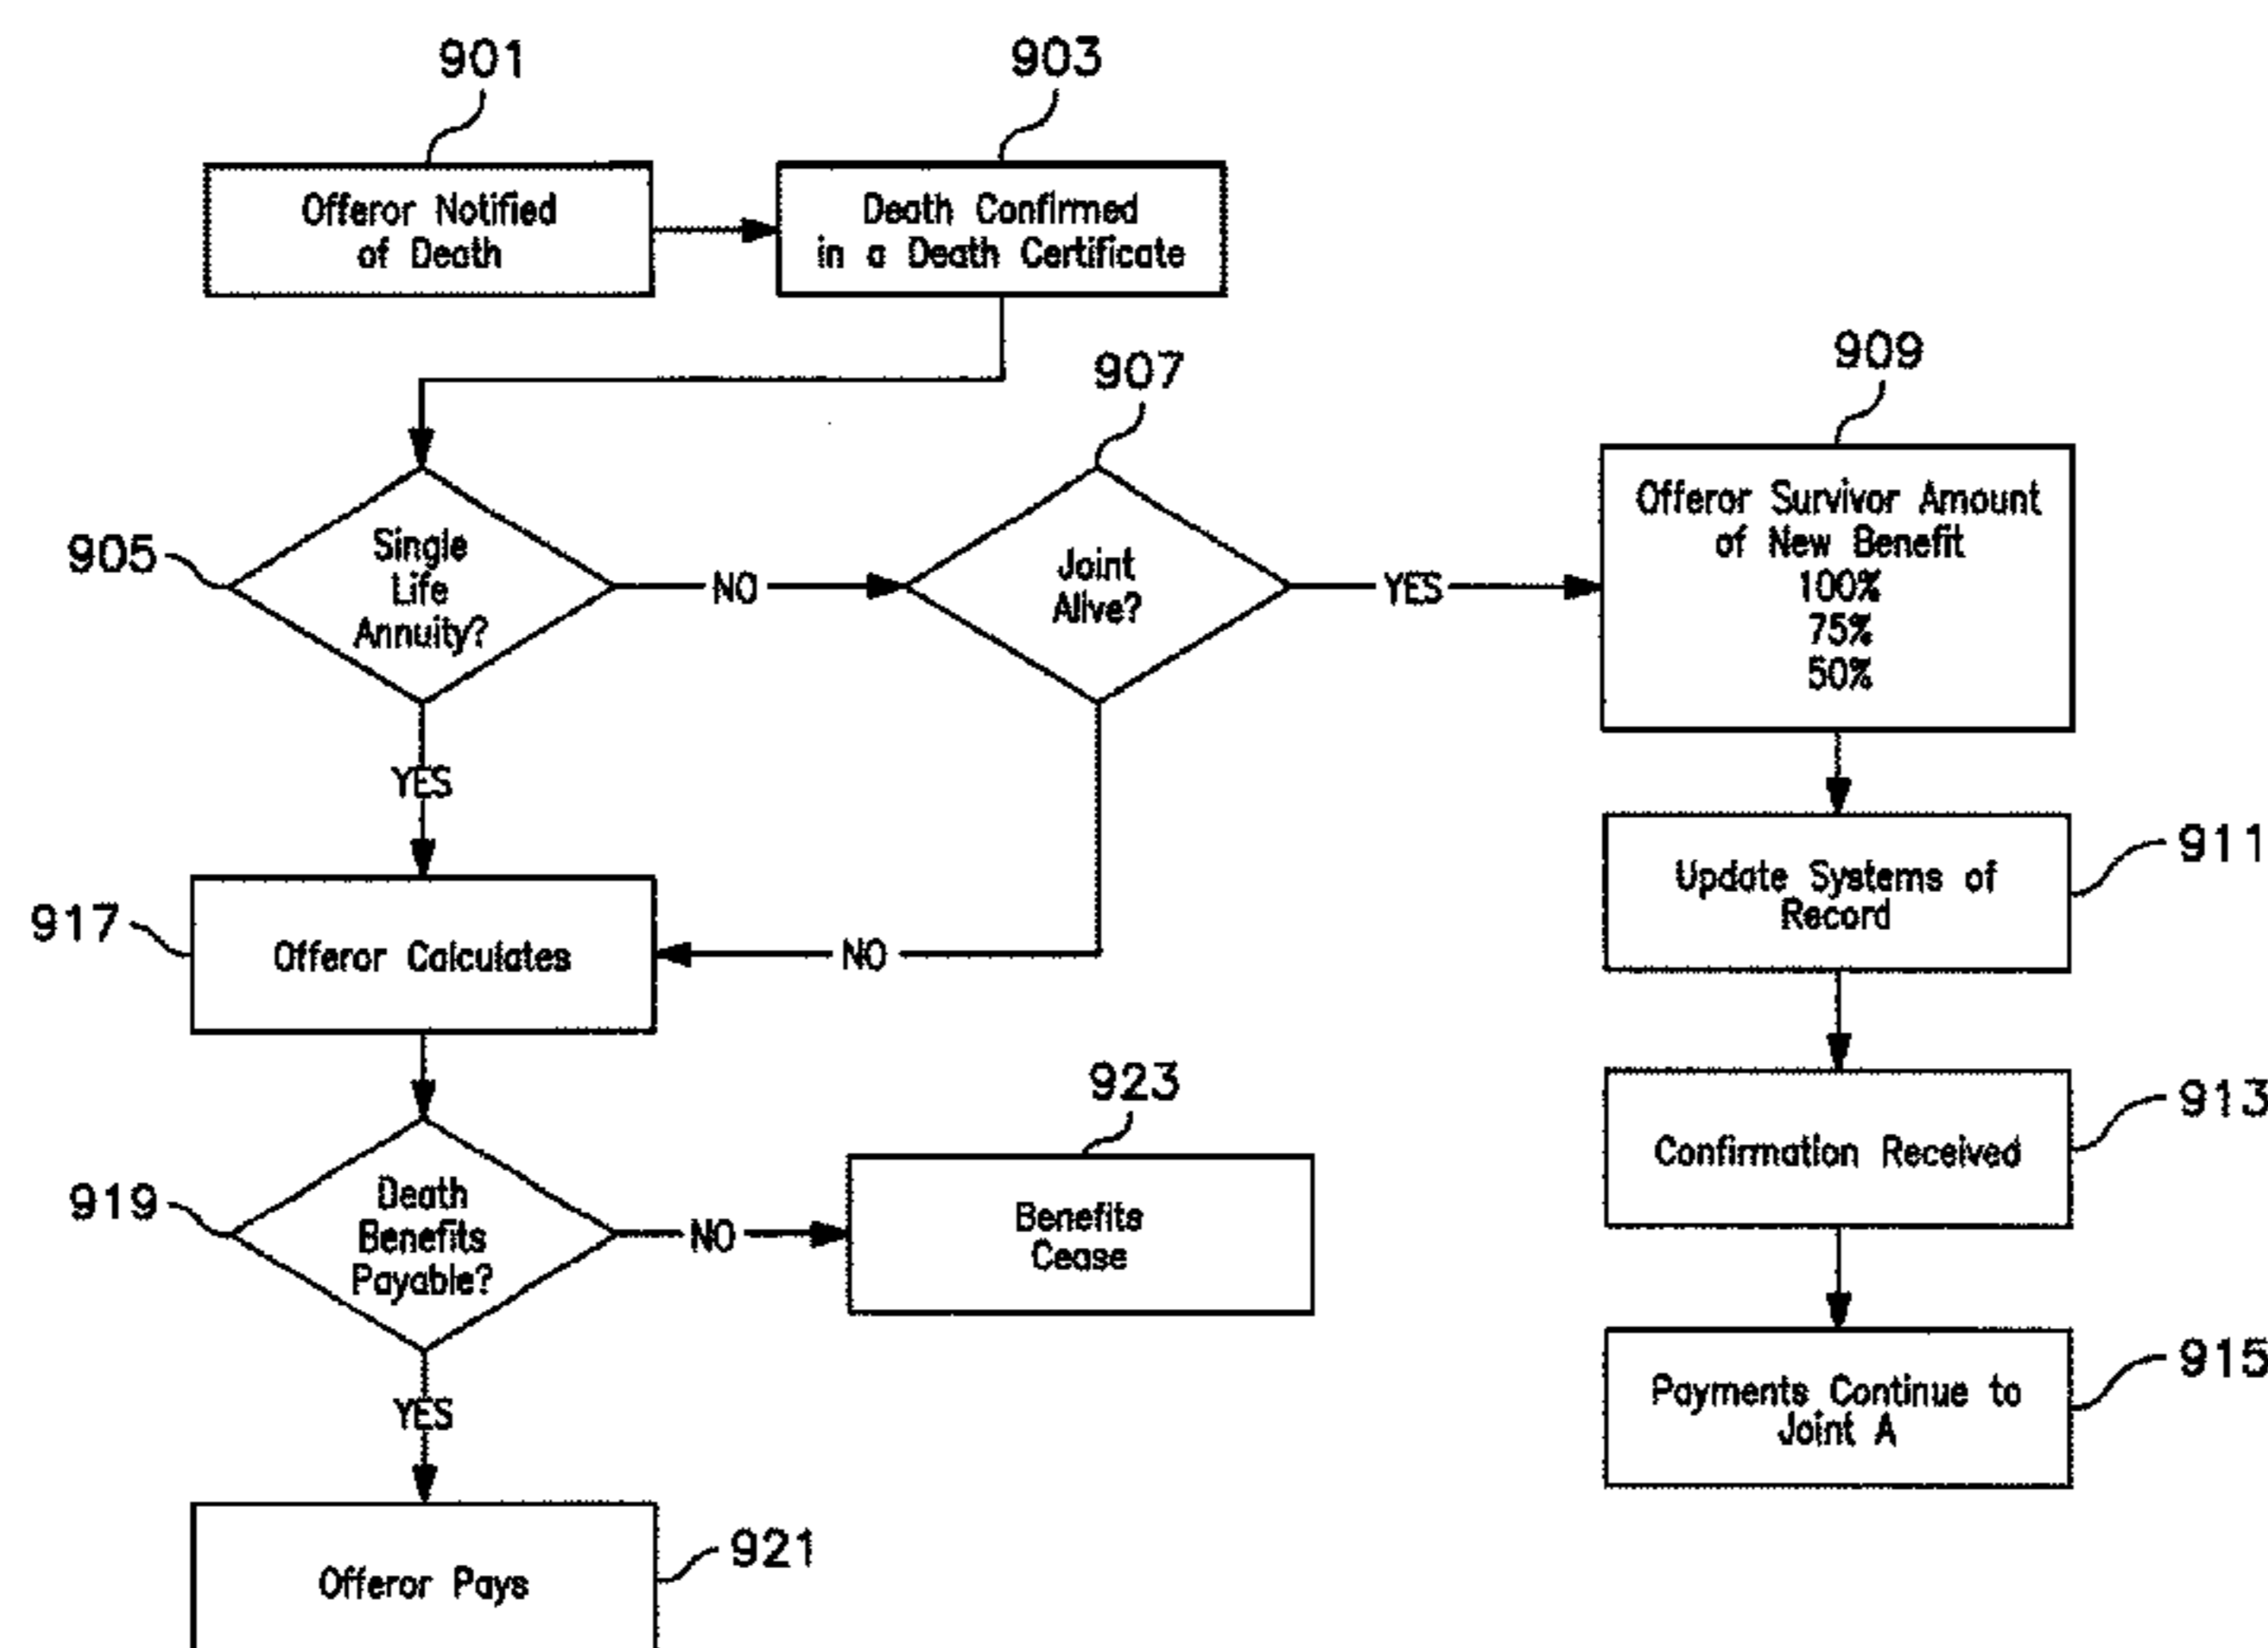 901
903
Offeror Notified
of Death
Death Confirmed
in a Death Certificate
907
909
905
Single
Life
Annuity?
NO
Joint
Alive?
YES
Offeror Survivor Amount
of New Benefit
100%
75%
50%
YES
911
Update Systems of
Record
917
Offeror Calculates
NO
923
913
Confirmation Received
919
Death
Benefits
Payable?
NO
Benefits
Cease
915
Payments Continue to
Joint A
YES
921
Offeror Pays